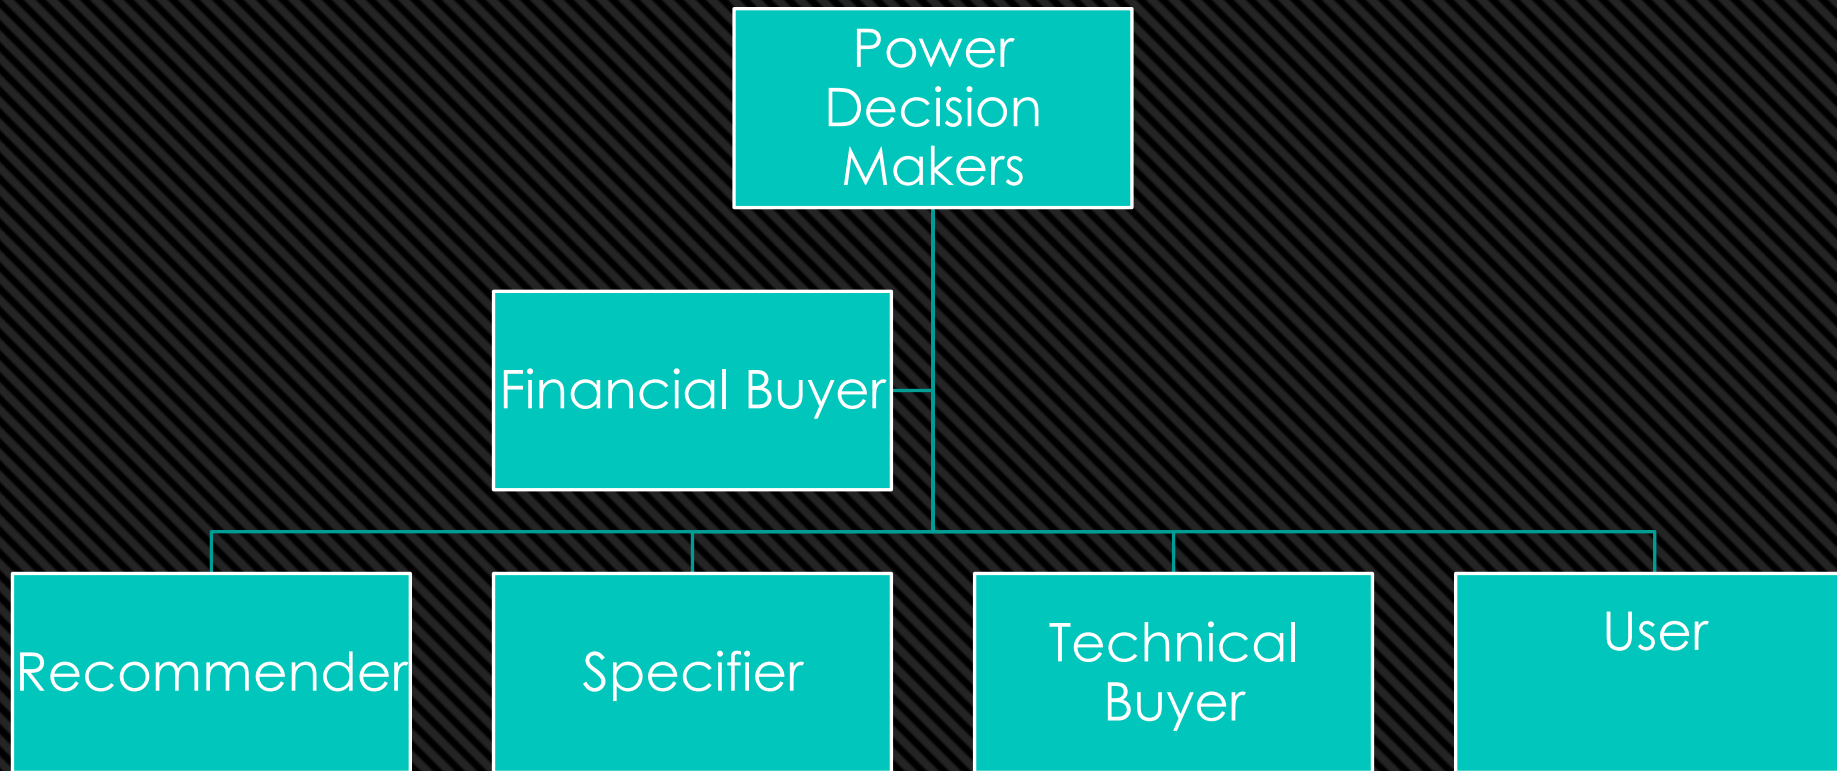 Power
Decision
Makers
Financial Buyer
Recommender
Specifier
Technical
Buyer
User